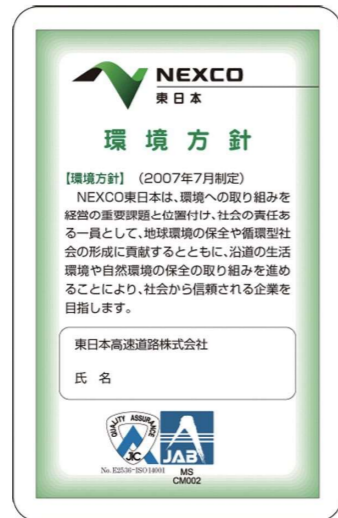 NEXCO
東日本
環境方針
【環境方針】（2007年7月制定）
NEXCO東日本は、環境への取り組みを
経営の重要課題と位置付け、社会の責任あ
る一員として、地球環境の保全や循環型社
会の形成に貢献するとともに、沿道の生活
環境や自然環境の保全の取り組みを進め
ることにより、社会から信頼される企業を
目指します。
東日本高速道路株式会社
氏 名
QUALITY ASSURANCE
JIC
JAB
No. E2536-ISO14001
MS
CM002